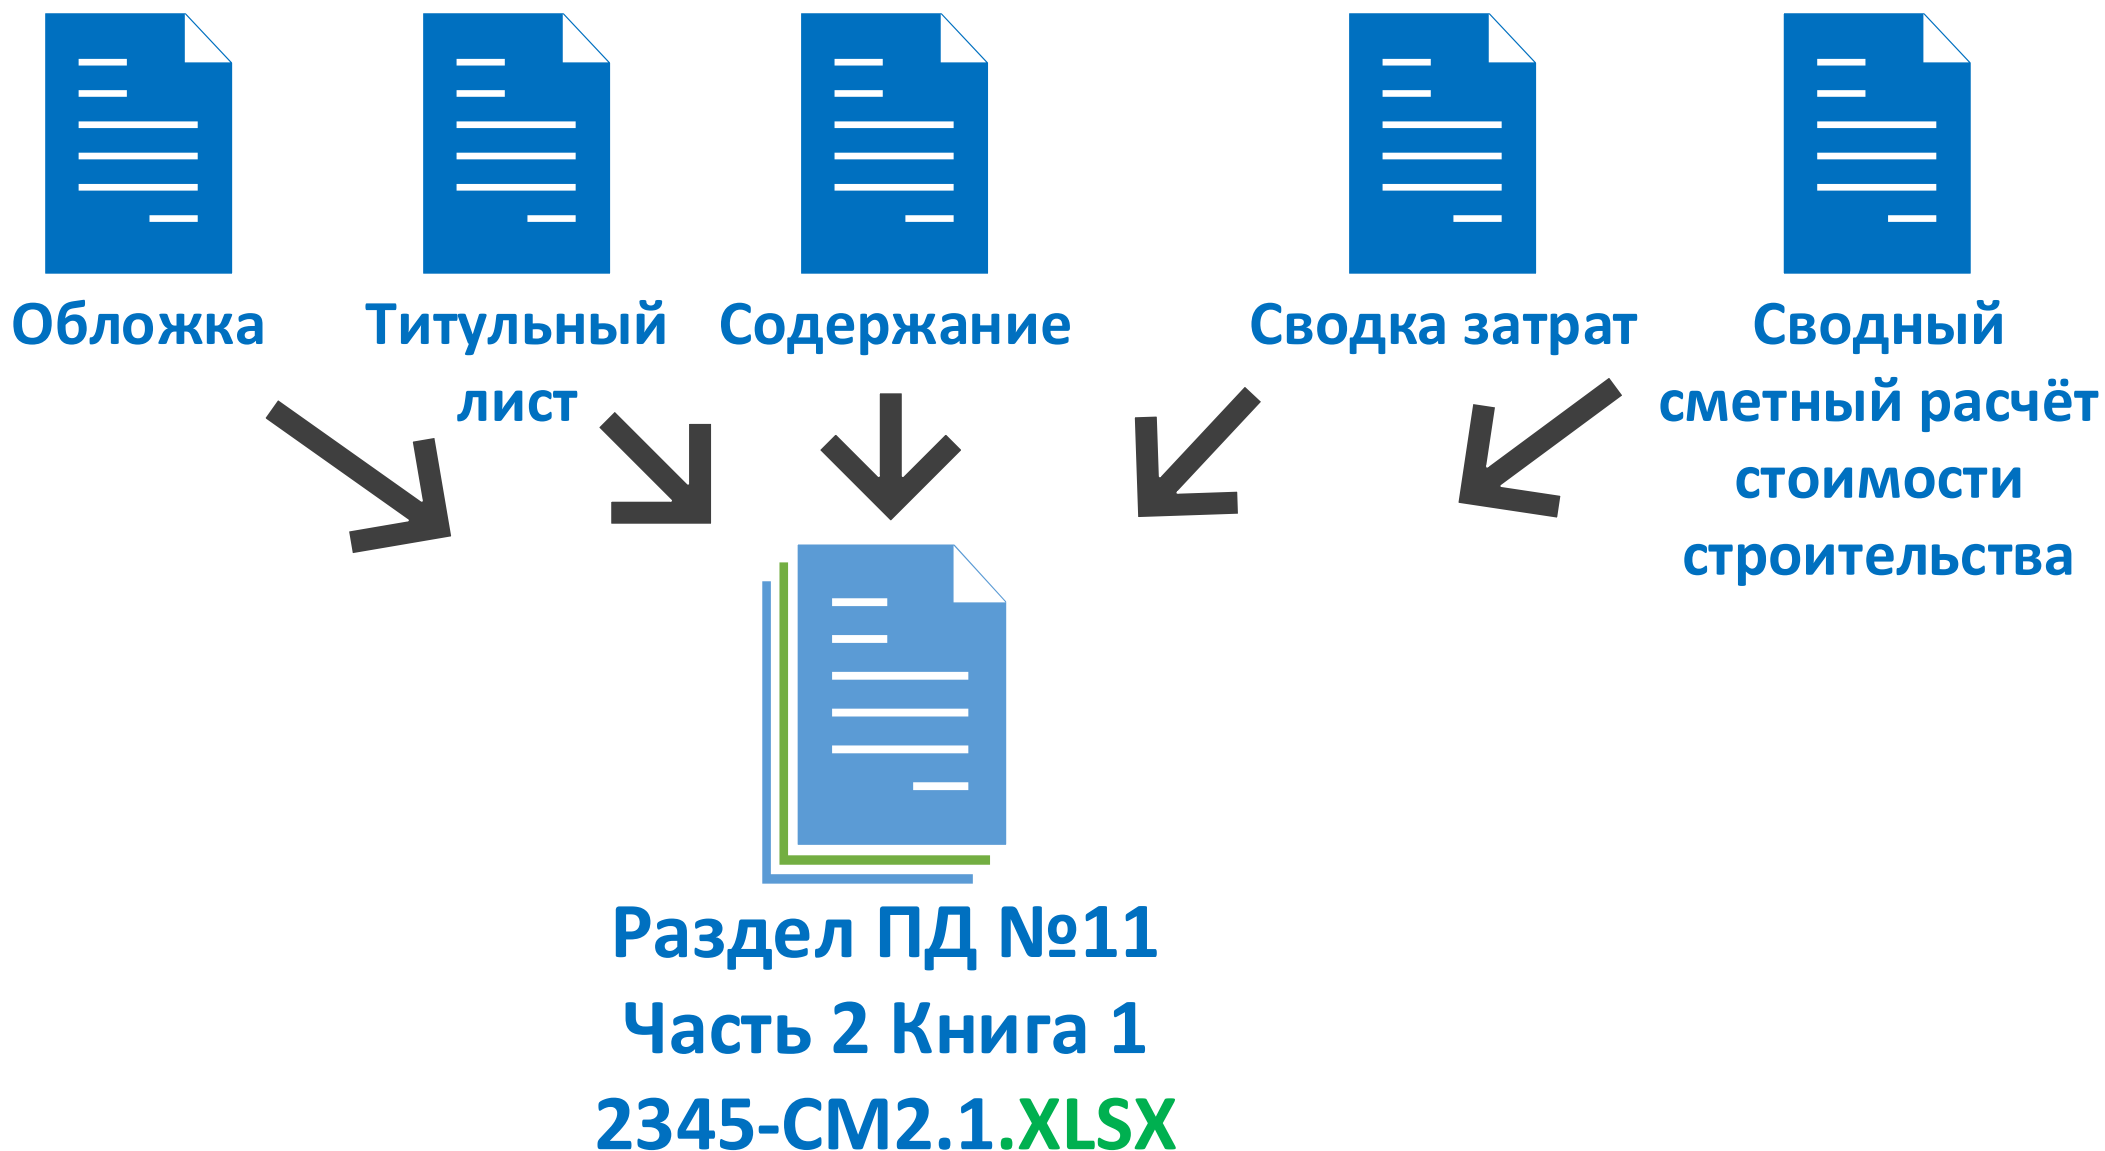 Обложка
Титульный
лист
Содержание
Сводка затрат
Сводный
сметный расчёт
стоимости
строительства
Раздел ПД №11
Часть 2 Книга 1
2345-СМ2.1.XLSX